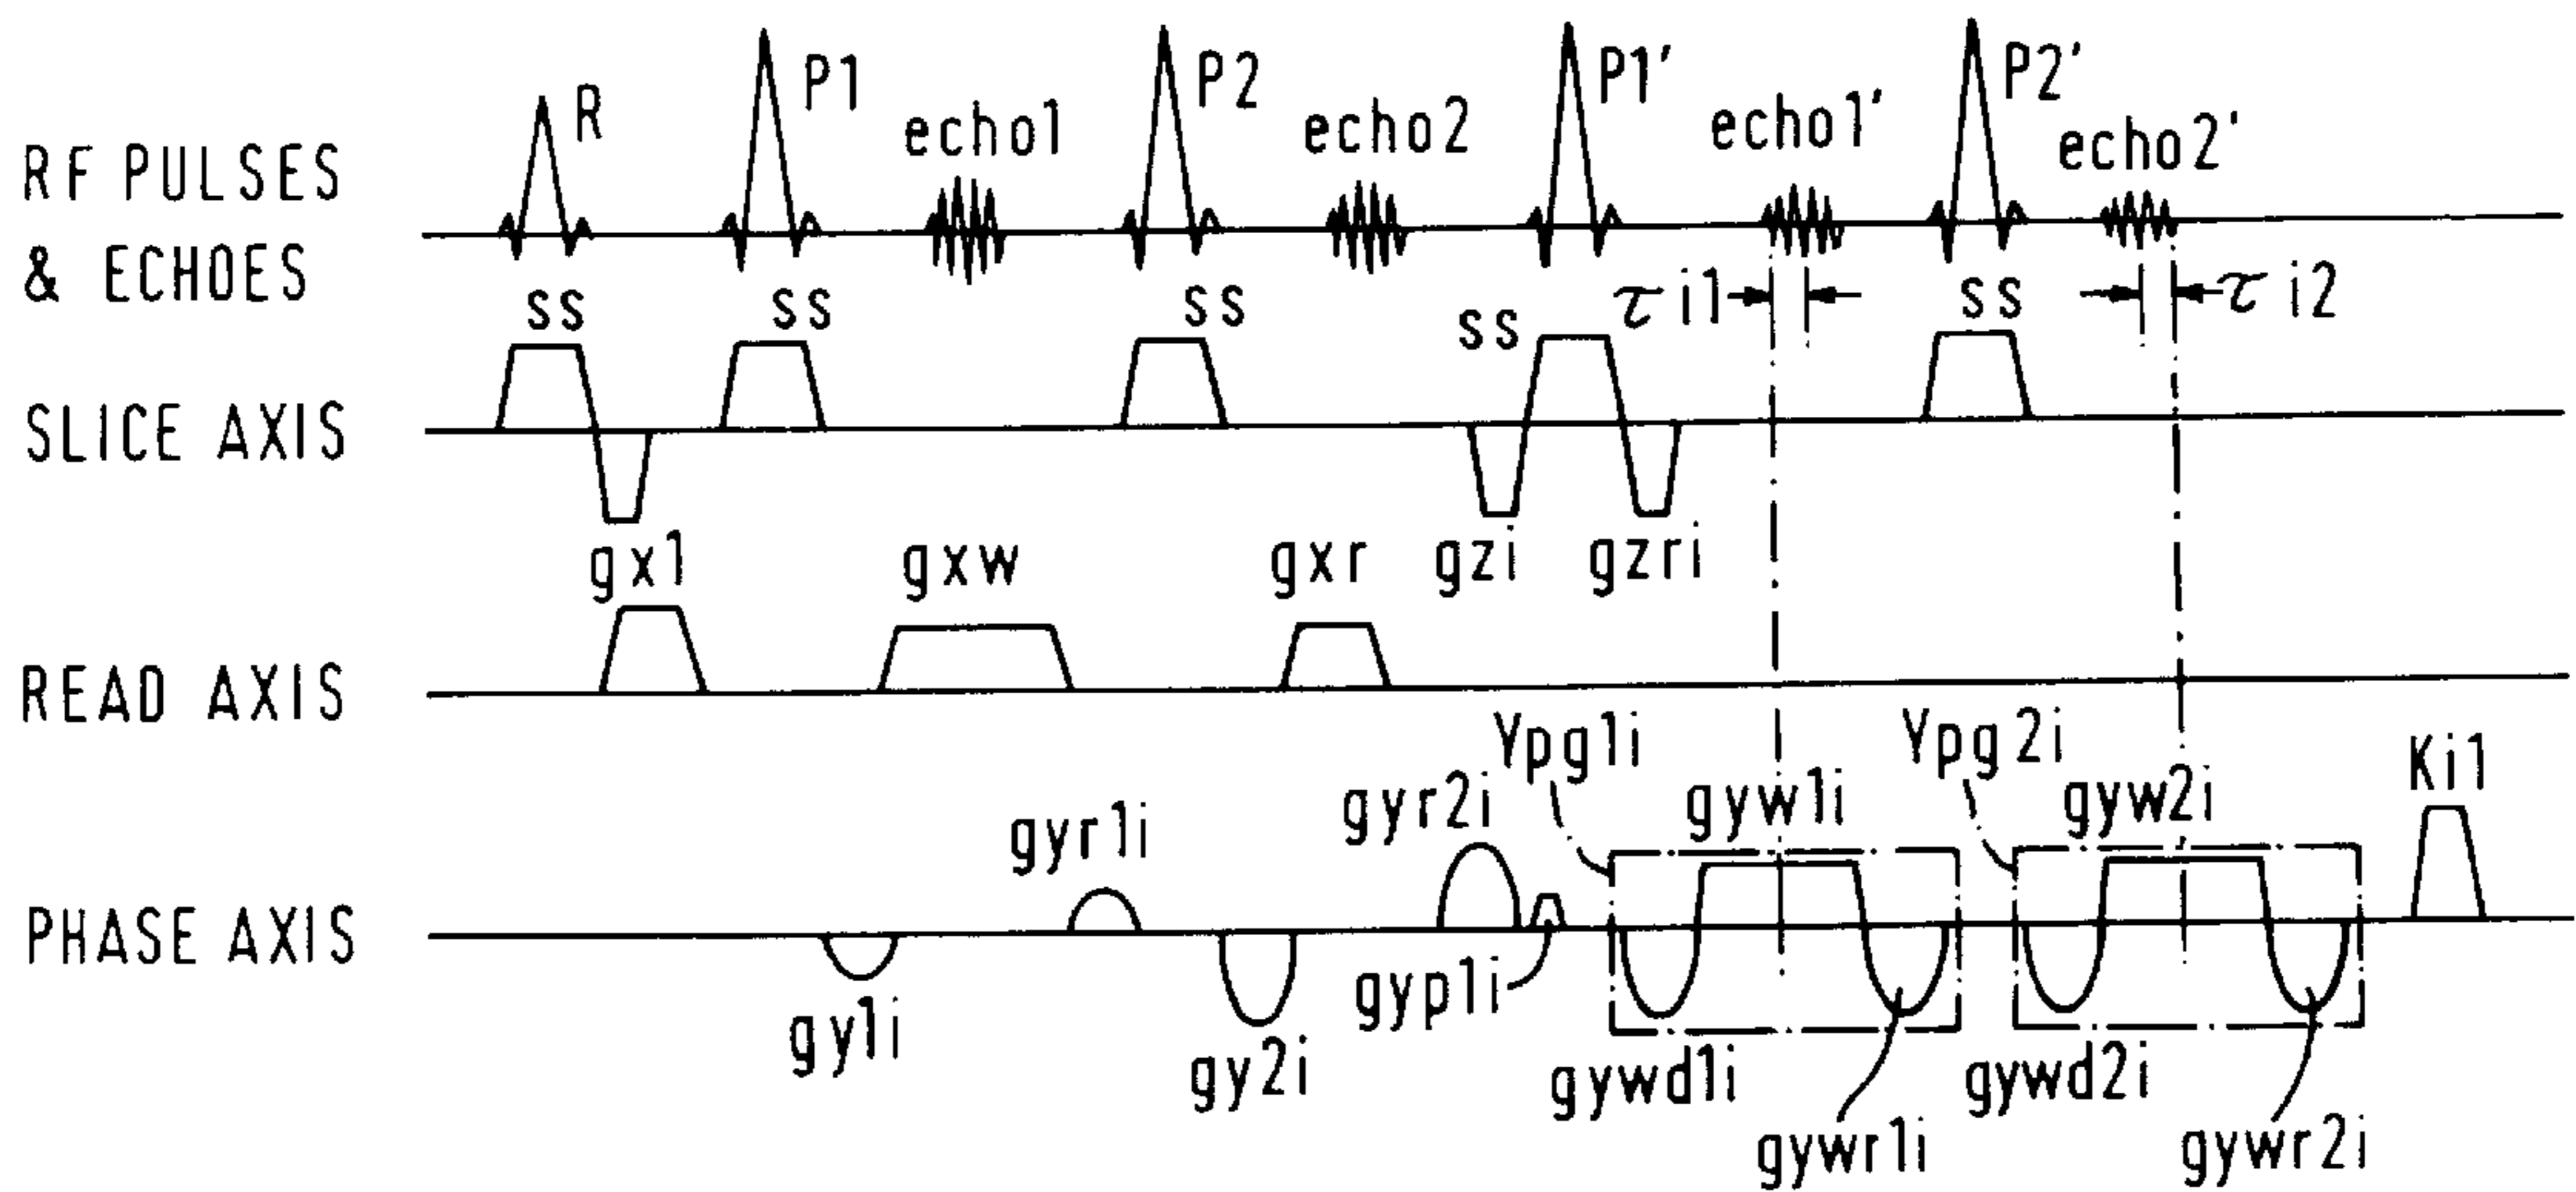 RF PULSES
& ECHOES
R
P1
echo1
P2
echo2
P1'
echo1'
P2'
echo2'
τi1
τi2
SLICE AXIS
ss
ss
ss
ss
ss
gzi
gzri
READ AXIS
gx1
gxw
gxr
PHASE AXIS
gy1i
gyr1i
gy2i
gyr2i
gyp1i
Ypg1i
gyw1i
gywd1i
gywr1i
Ypg2i
gyw2i
gywd2i
gywr2i
Ki1